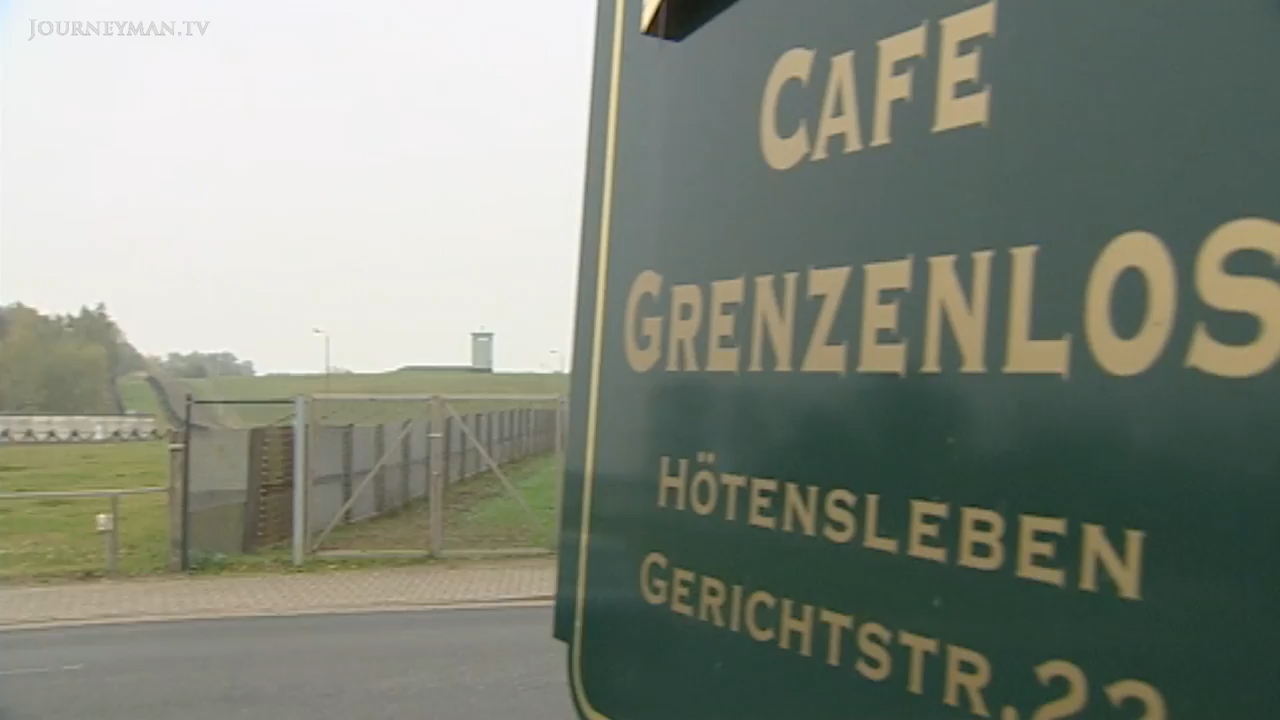 JOURNEYMAN.TV
CAFE
GRENZENLOS
HÖTENSLEBEN
GERICHTSTR.22